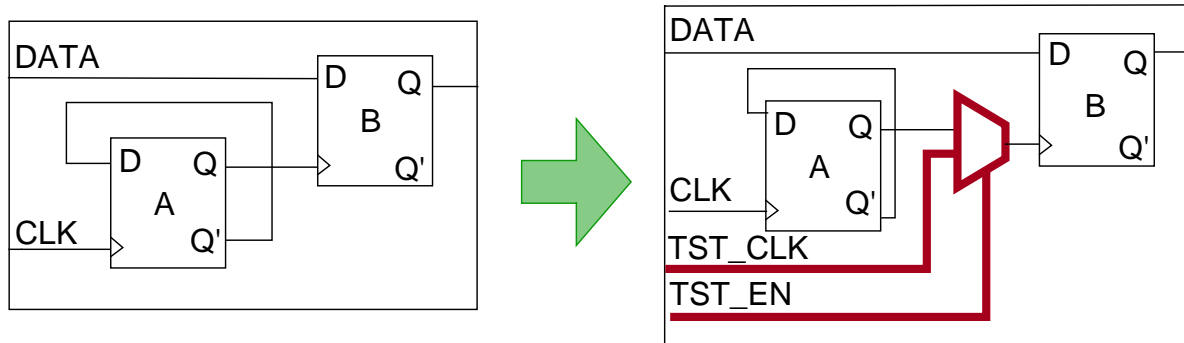 DATA
D Q
B
Q'
D Q
A
Q'
CLK
DATA
D Q
B
Q'
D Q
A
Q'
CLK
TST_CLK
TST_EN